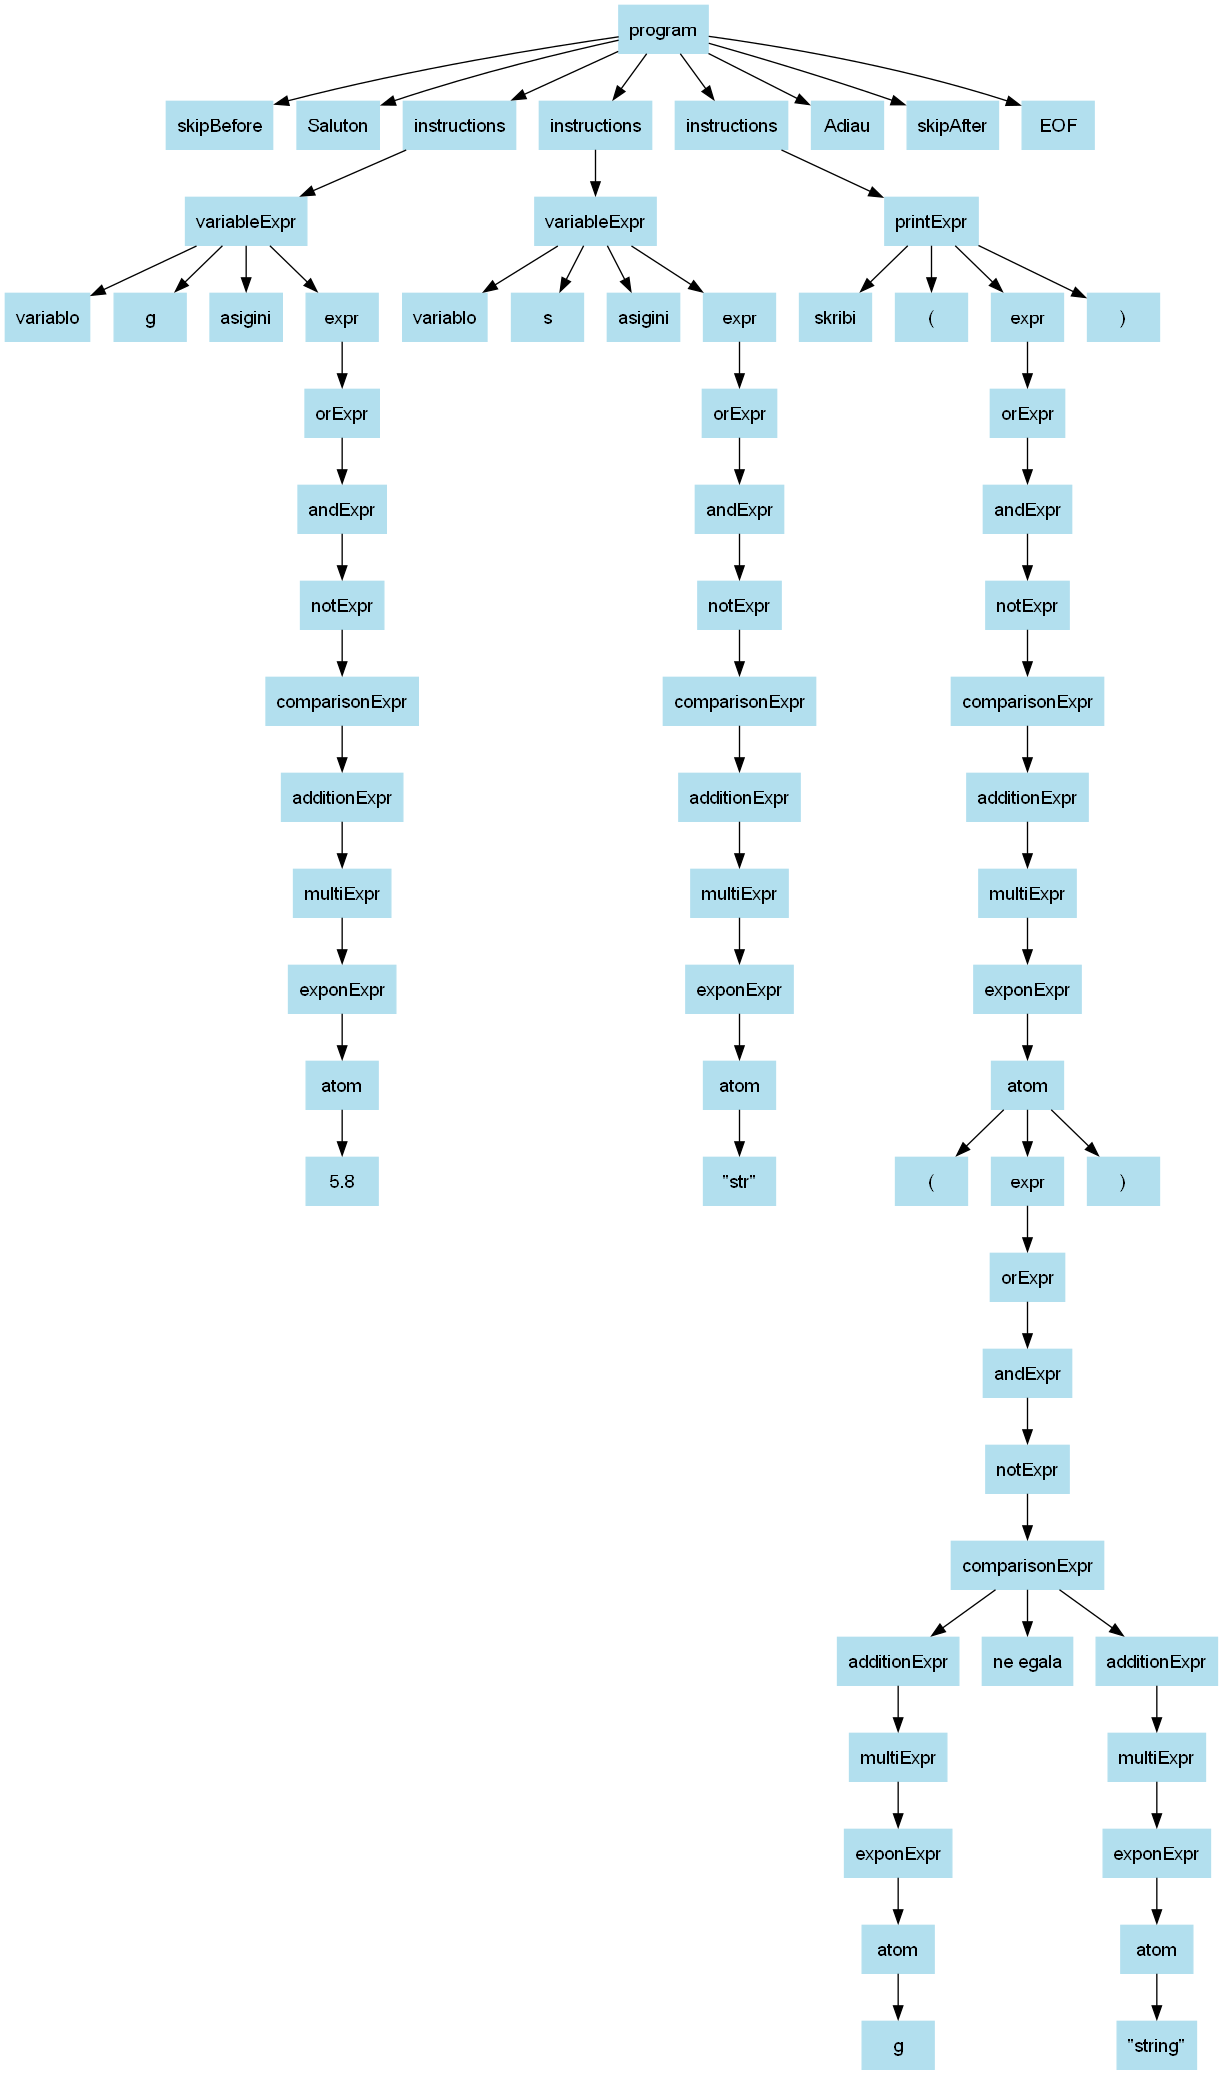 program
skipBefore Saluton instructions instructions instructions Adiau skipAfter EOF
variableExpr variableExpr printExpr
variablo g asigini expr variablo s asigini expr skribi ( expr )
orExpr orExpr orExpr
andExpr andExpr andExpr
notExpr notExpr notExpr
comparisonExpr comparisonExpr comparisonExpr
additionExpr additionExpr additionExpr
multiExpr multiExpr multiExpr
exponExpr exponExpr exponExpr
atom atom atom
5.8 "str" ( expr )
orExpr
andExpr
notExpr
comparisonExpr
additionExpr ne egala additionExpr
multiExpr multiExpr
exponExpr exponExpr
atom atom
g "string"